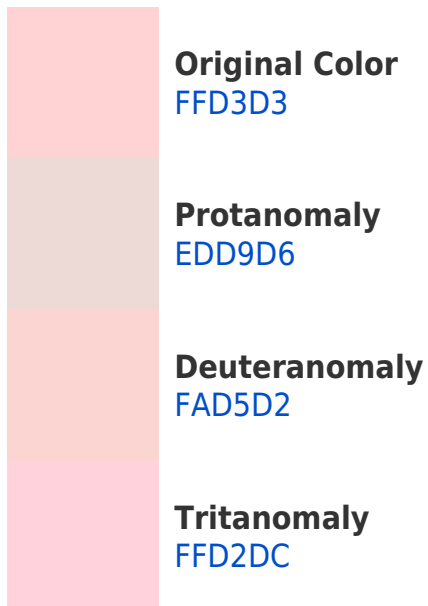 Original Color
FFD3D3
Protanomaly
EDD9D6
Deuteranomaly
FAD5D2
Tritanomaly
FFD2DC